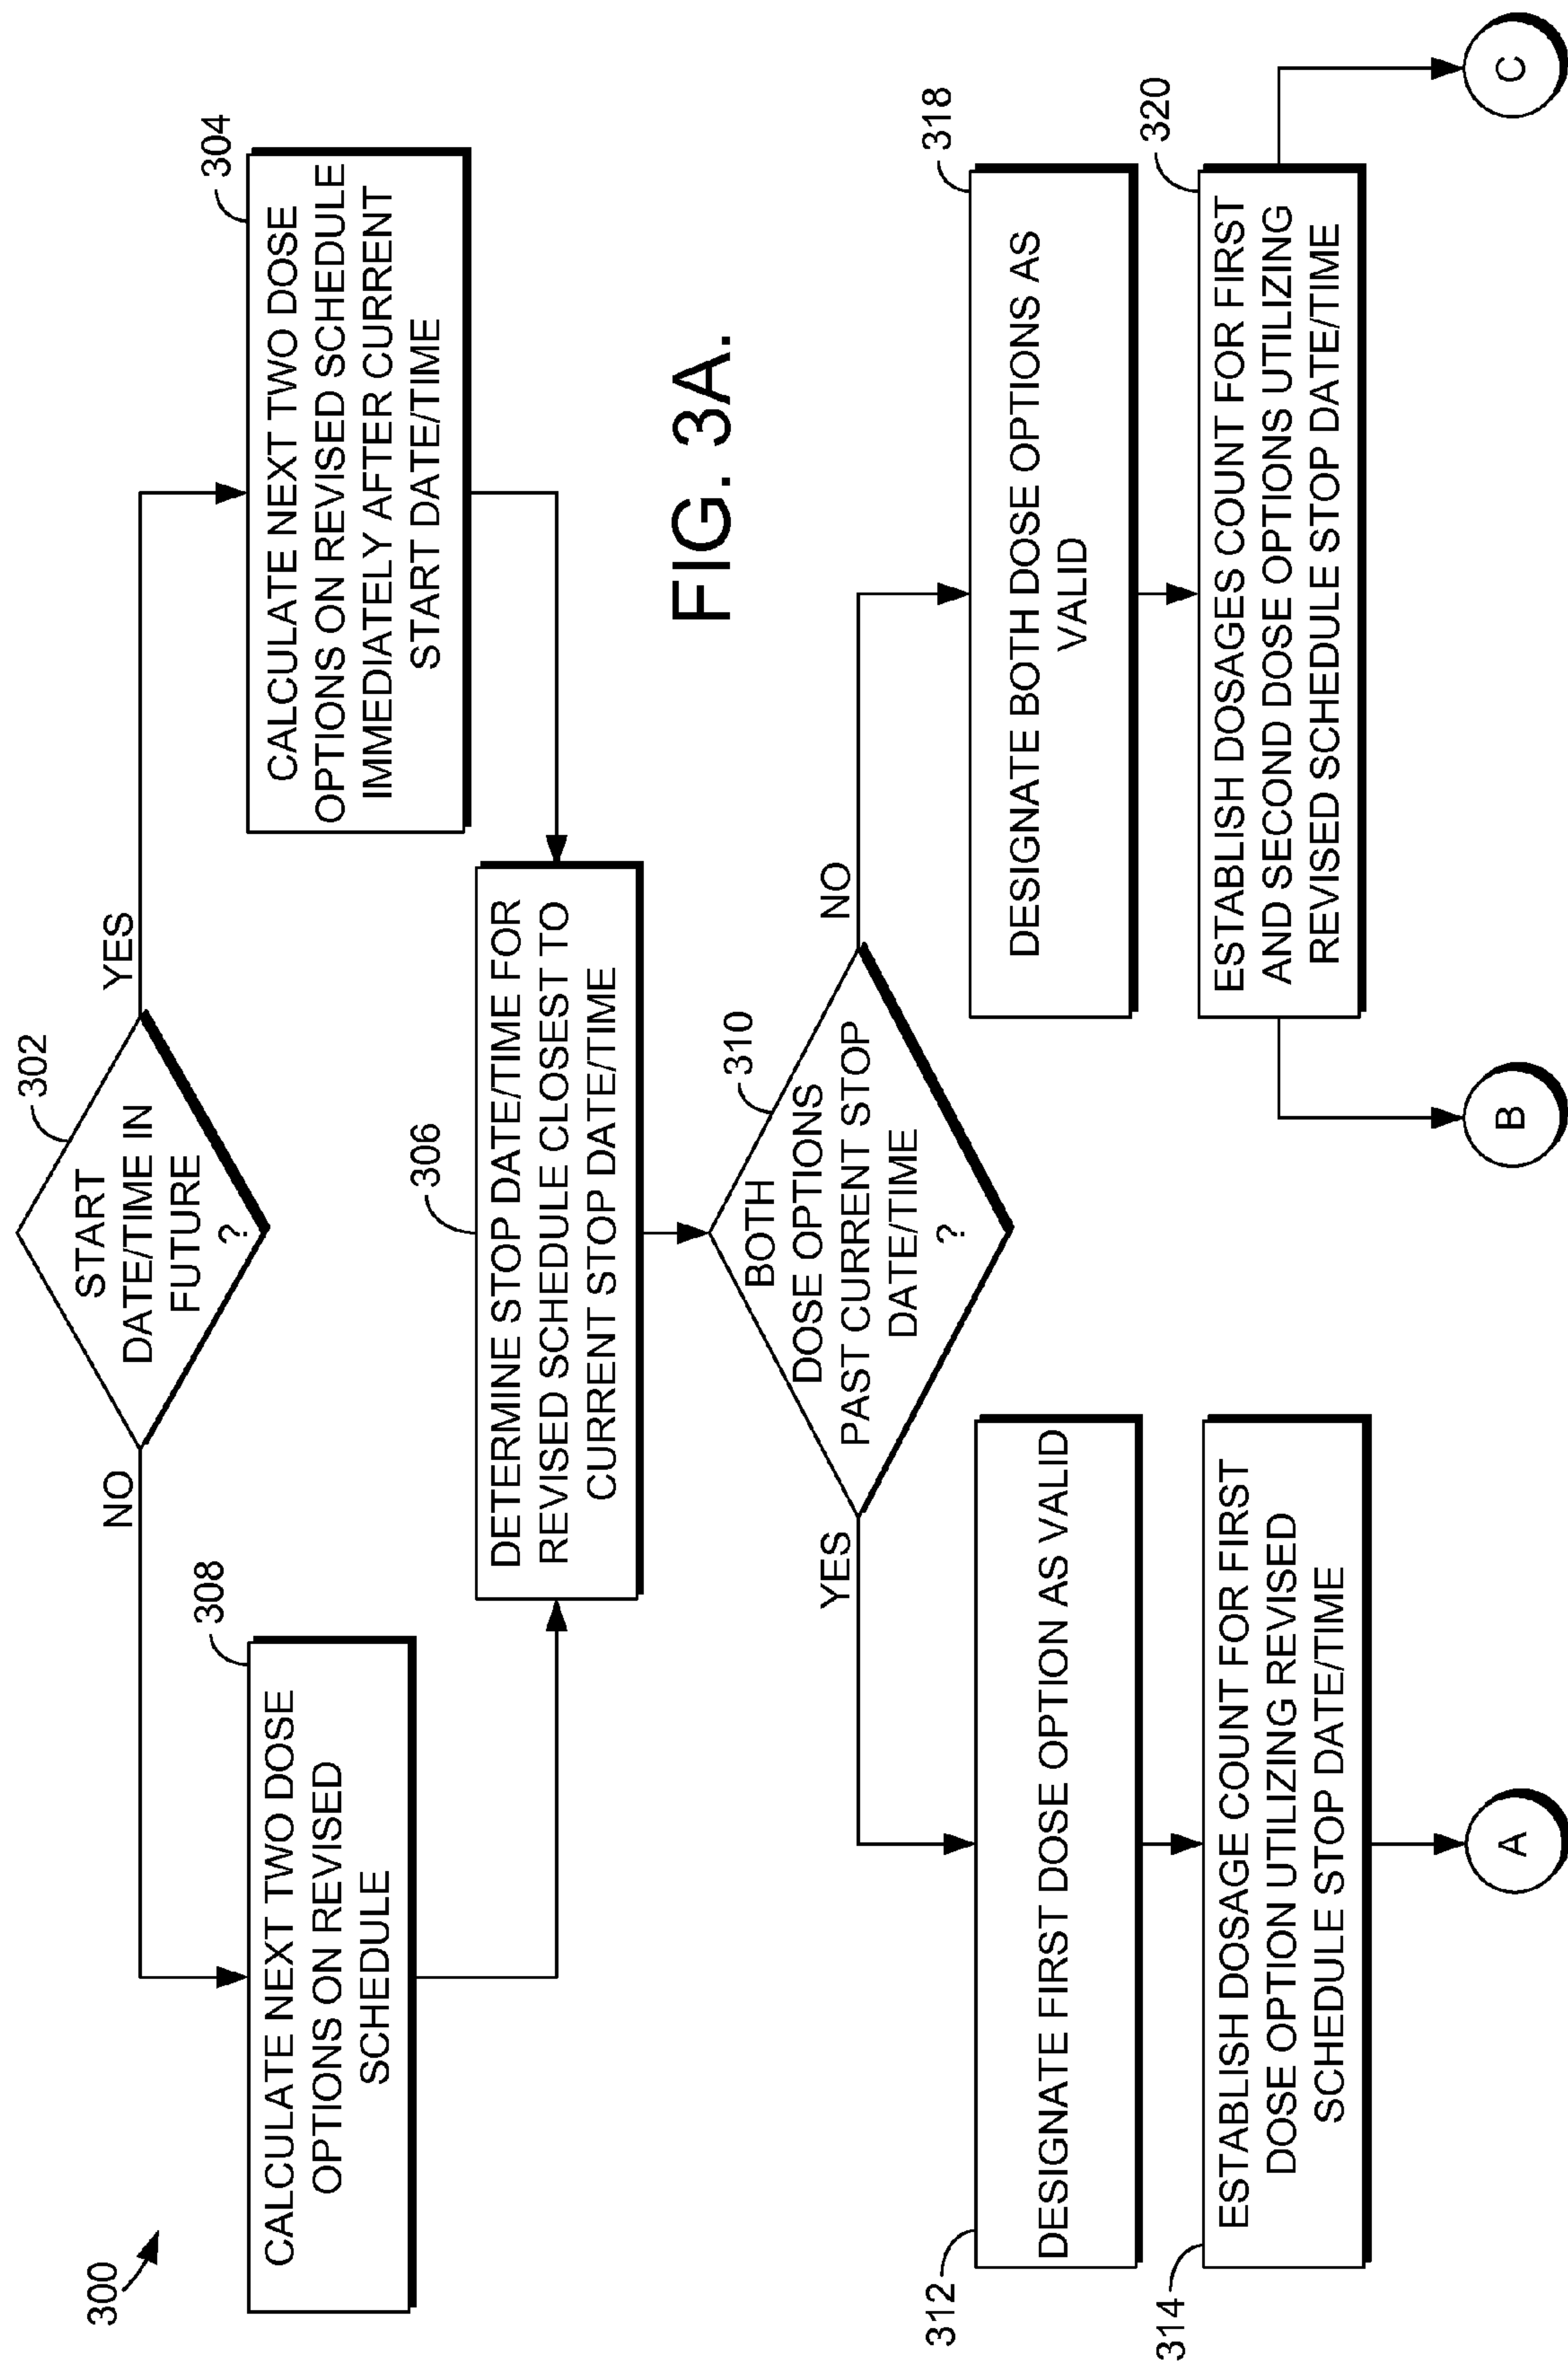 300
302
START
DATE/TIME IN
FUTURE
?
NO
YES
308
CALCULATE NEXT TWO DOSE
OPTIONS ON REVISED
SCHEDULE
304
CALCULATE NEXT TWO DOSE
OPTIONS ON REVISED SCHEDULE
IMMEDIATELY AFTER CURRENT
START DATE/TIME
306
DETERMINE STOP DATE/TIME FOR
REVISED SCHEDULE CLOSEST TO
CURRENT STOP DATE/TIME
FIG. 3A.
310
BOTH
DOSE OPTIONS
PAST CURRENT STOP
DATE/TIME
?
YES
NO
312
DESIGNATE FIRST DOSE OPTION AS VALID
318
DESIGNATE BOTH DOSE OPTIONS AS
VALID
314
ESTABLISH DOSAGE COUNT FOR FIRST
DOSE OPTION UTILIZING REVISED
SCHEDULE STOP DATE/TIME
320
ESTABLISH DOSAGES COUNT FOR FIRST
AND SECOND DOSE OPTIONS UTILIZING
REVISED SCHEDULE STOP DATE/TIME
A
B
C